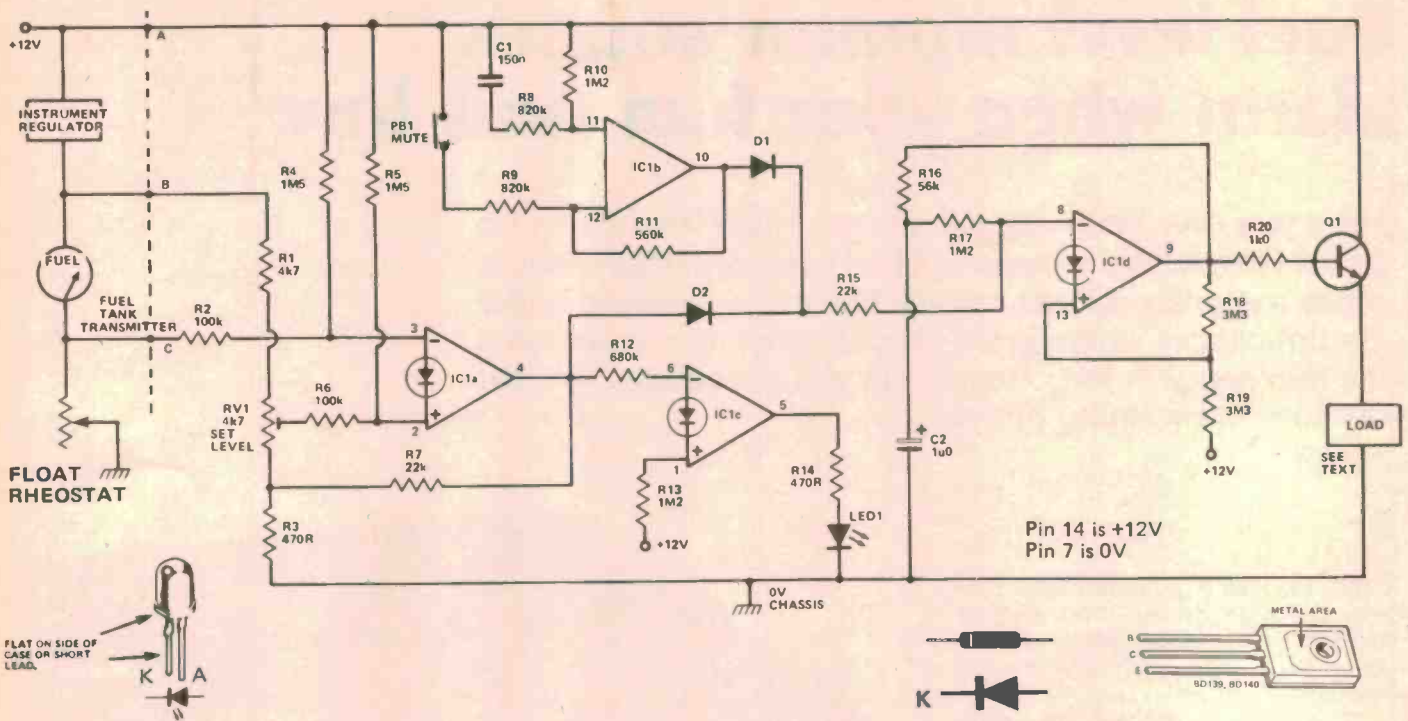 +12V
A
INSTRUMENT
REGULATOR
B
FUEL
FUEL
TANK
TRANSMITTER
C
FLOAT
RHEOSTAT
R1
4k7
R2
100k
RV1
4k7
SET
LEVEL
R3
470R
R4
1M5
R5
1M5
R6
100k
R7
22k
PB1
MUTE
C1
150n
R8
820k
R9
820k
R10
1M2
11
12
IC1b
10
R11
560k
D1
D2
3
2
−
+
IC1a
4
R12
680k
6
1
−
+
IC1c
5
R13
1M2
+12V
R14
470R
LED1
R15
22k
R16
56k
R17
1M2
+
C2
1u0
8
13
−
+
IC1d
9
R18
3M3
R19
3M3
+12V
R20
1k0
Q1
LOAD
SEE
TEXT
Pin 14 is +12V
Pin 7 is 0V
0V
CHASSIS
FLAT ON SIDE OF
CASE OR SHORT
LEAD.
K
A
K
METAL AREA
B
C
E
BD139, BD140